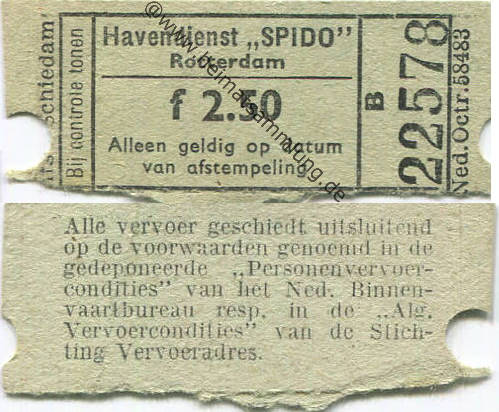 Schiedam
Bij controle tonen
Havendienst „SPIDO”
Rotterdam
f 2.50
Alleen geldig op datum
van afstempeling
B
22578
Ned.Octr.58483
@www.beimatsammlung.de
Alle vervoer geschiedt uitsluitend
op de voorwaarden genoemd in de
gedeponeerde „Personenvervoer-
condities” van het Ned. Binnen-
vaartbureau resp. in de „Alg.
Vervoercondities” van de Stich-
ting Vervoeradres.